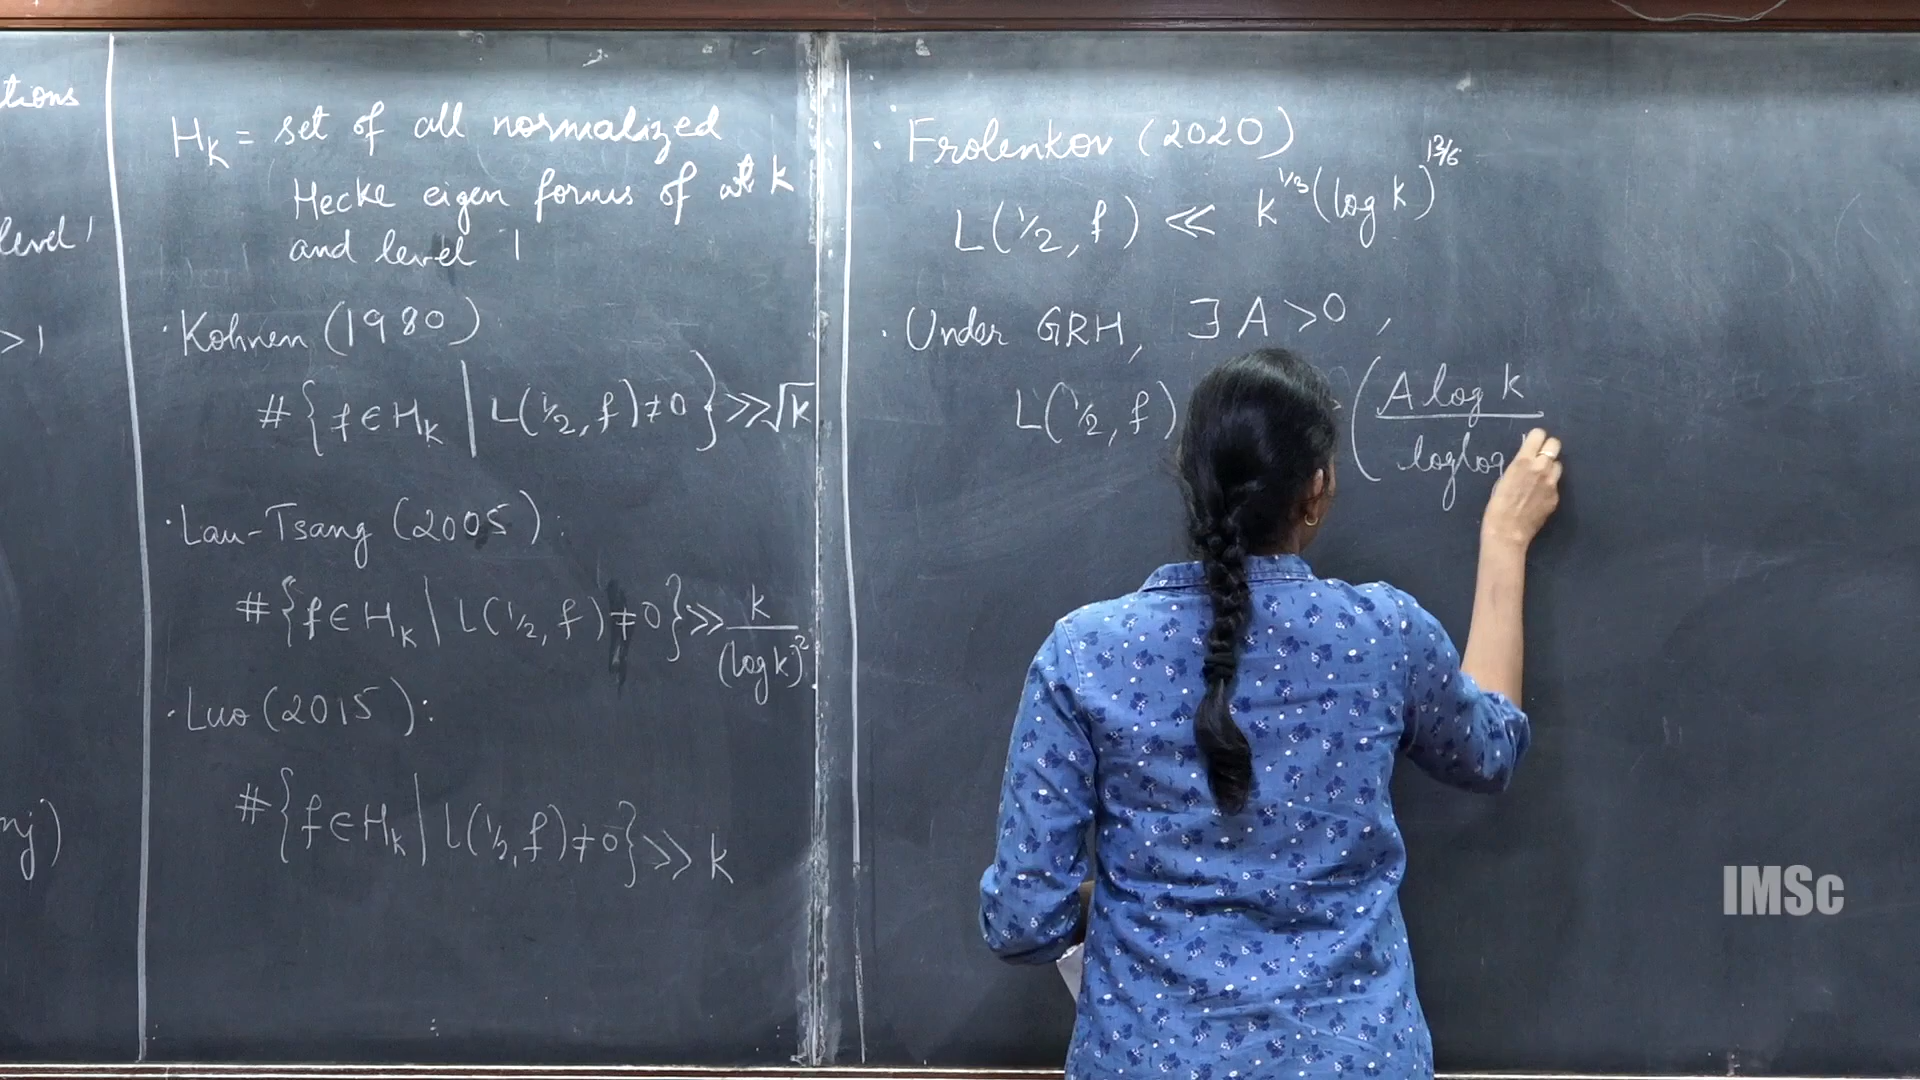 tions
level 1
> 1
nj)
H_k = set of all normalized
Hecke eigen forms of wt k
and level 1
· Kohnen (1980)
# { f ∈ H_k | L(1/2, f) ≠ 0 } >> √k
· Lau-Tsang (2005) :
# { f ∈ H_k | L(1/2, f) ≠ 0 } >> k / (log k)^2
· Luo (2015) :
# { f ∈ H_k | L(1/2, f) ≠ 0 } >> k
· Frolenkov (2020)
L(1/2, f) << k^{1/3} (log k)^{13/6}
· Under GRH, ∃ A > 0 ,
L(1/2, f) ( A log k / loglog
IMSc